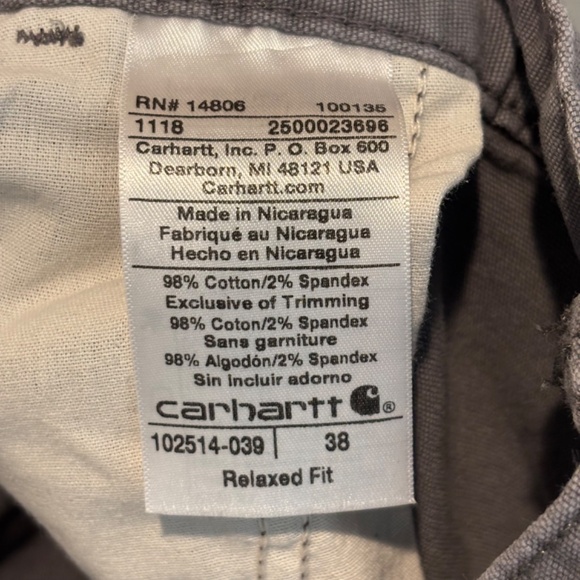 RN# 14806 100135
1118 2500023696
Carhartt, Inc. P. O. Box 600
Dearborn, MI 48121 USA
Carhartt.com
Made in Nicaragua
Fabriqué au Nicaragua
Hecho en Nicaragua
98% Cotton/2% Spandex
Exclusive of Trimming
98% Coton/2% Spandex
Sans garniture
98% Algodón/2% Spandex
Sin incluir adorno
carhartt®
102514-039 | 38
Relaxed Fit